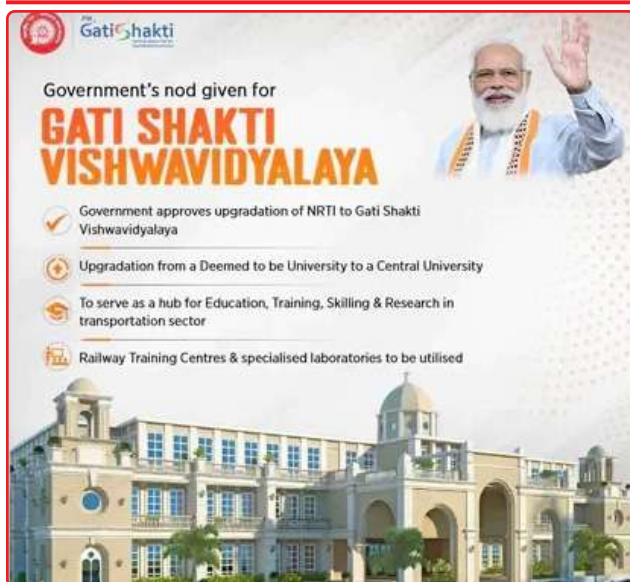 PM
GatiShakti
Government's nod given for
GATI SHAKTI
VISHWAVIDYALAYA
Government approves upgradation of NRTI to Gati Shakti
Vishwavidyalaya
Upgradation from a Deemed to be University to a Central University
To serve as a hub for Education, Training, Skilling & Research in
transportation sector
Railway Training Centres & specialised laboratories to be utilised